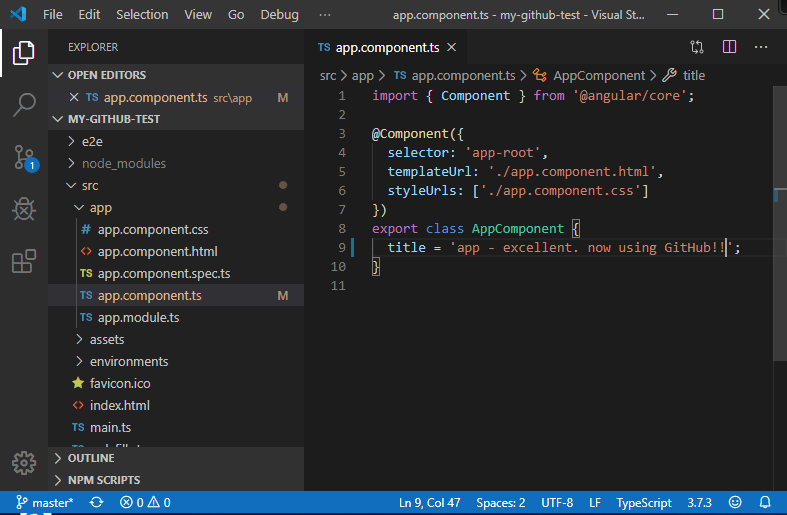 File Edit Selection View Go Debug ··· app.component.ts - my-github-test - Visual St...
EXPLORER
OPEN EDITORS
TS app.component.ts src\app M
MY-GITHUB-TEST
e2e
node_modules
src
app
# app.component.css
<> app.component.html
TS app.component.spec.ts
TS app.component.ts M
TS app.module.ts
assets
environments
favicon.ico
<> index.html
TS main.ts
OUTLINE
NPM SCRIPTS
1
TS app.component.ts
src > app > TS app.component.ts > AppComponent > title
1 import { Component } from '@angular/core';
2
3 @Component({
4 selector: 'app-root',
5 templateUrl: './app.component.html',
6 styleUrls: ['./app.component.css']
7 })
8 export class AppComponent {
9 title = 'app - excellent. now using GitHub!!';
10 }
11
master* 0 0 Ln 9, Col 47 Spaces: 2 UTF-8 LF TypeScript 3.7.3